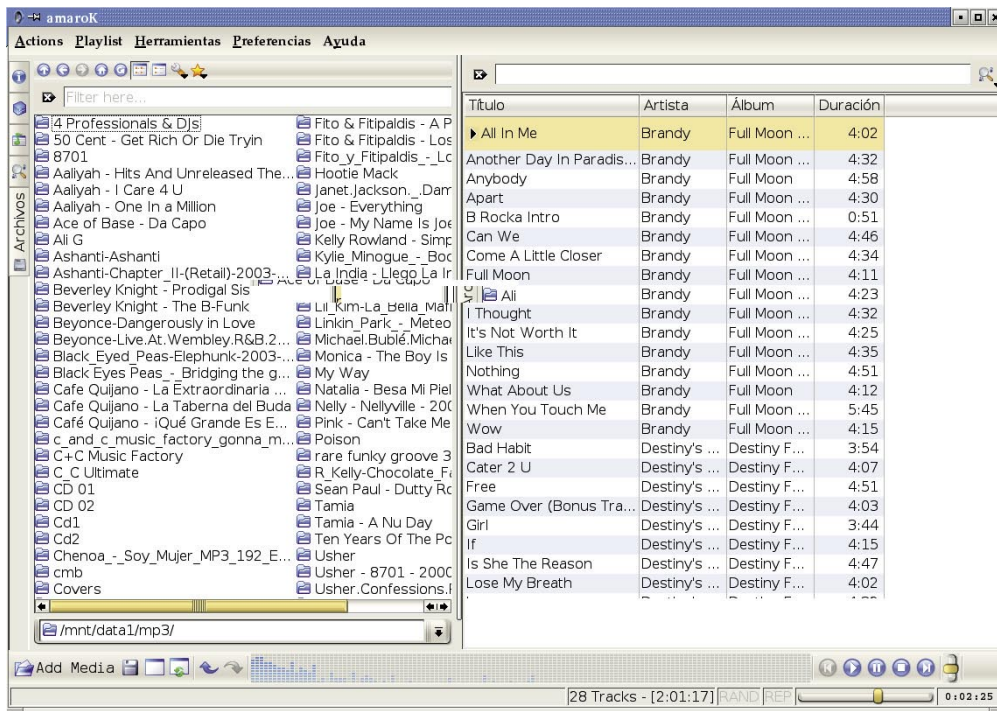 amaroK
Actions Playlist Herramientas Preferencias Ayuda
Filter here...
Archivos
4 Professionals & DJs
50 Cent - Get Rich Or Die Tryin
8701
Aaliyah - Hits And Unreleased The...
Aaliyah - I Care 4 U
Aaliyah - One In a Million
Ace of Base - Da Capo
Ali G
Ashanti-Ashanti
Ashanti-Chapter_II-(Retail)-2003-...
Beverley Knight - Prodigal Sis
Beverley Knight - The B-Funk
Beyonce-Dangerously in Love
Beyonce-Live.At.Wembley.R&B.2...
Black_Eyed_Peas-Elephunk-2003-...
Black Eyes Peas_-_Bridging the g...
Cafe Quijano - La Extraordinaria ...
Cafe Quijano - La Taberna del Buda
Café Quijano - ¡Qué Grande Es E...
c_and_c_music_factory_gonna_m...
C+C Music Factory
C_C Ultimate
CD 01
CD 02
Cd1
Cd2
Chenoa_-_Soy_Mujer_MP3_192_E...
cmb
Covers
Fito & Fitipaldis - A P
Fito & Fitipaldis - Los
Fito_y_Fitipaldis_-_Lo
Hootie Mack
Janet.Jackson._.Dam
Joe - Everything
Joe - My Name Is Joe
Kelly Rowland - Simp
Kylie_Minogue_-_Boo
La India - Llego La In
Ace of Base - Da Capo
Lil_Kim-La_Bella_Mafi
Linkin_Park_-_Meteo
Michael.Bublé.Michae
Monica - The Boy Is
My Way
Natalia - Besa Mi Piel
Nelly - Nellyville - 200
Pink - Can't Take Me
Poison
rare funky groove 3
R_Kelly-Chocolate_Fa
Sean Paul - Dutty Ro
Tamia
Tamia - A Nu Day
Ten Years Of The Po
Usher
Usher - 8701 - 2000
Usher.Confessions.
/mnt/data1/mp3/
Título Artista Álbum Duración
All In Me Brandy Full Moon ... 4:02
Another Day In Paradis... Brandy Full Moon ... 4:32
Anybody Brandy Full Moon 4:58
Apart Brandy Full Moon ... 4:30
B Rocka Intro Brandy Full Moon ... 0:51
Can We Brandy Full Moon ... 4:46
Come A Little Closer Brandy Full Moon ... 4:34
Full Moon Brandy Full Moon ... 4:11
Ali Brandy Full Moon ... 4:23
I Thought Brandy Full Moon ... 4:32
It's Not Worth It Brandy Full Moon ... 4:25
Like This Brandy Full Moon ... 4:35
Nothing Brandy Full Moon ... 4:51
What About Us Brandy Full Moon 4:12
When You Touch Me Brandy Full Moon ... 5:45
Wow Brandy Full Moon ... 4:15
Bad Habit Destiny's ... Destiny F... 3:54
Cater 2 U Destiny's ... Destiny F... 4:07
Free Destiny's ... Destiny F... 4:51
Game Over (Bonus Tra... Destiny's ... Destiny F... 4:03
Girl Destiny's ... Destiny F... 3:44
If Destiny's ... Destiny F... 4:15
Is She The Reason Destiny's ... Destiny F... 4:47
Lose My Breath Destiny's ... Destiny F... 4:02
Add Media
28 Tracks - [2:01:17] RAND REP 0:02:25